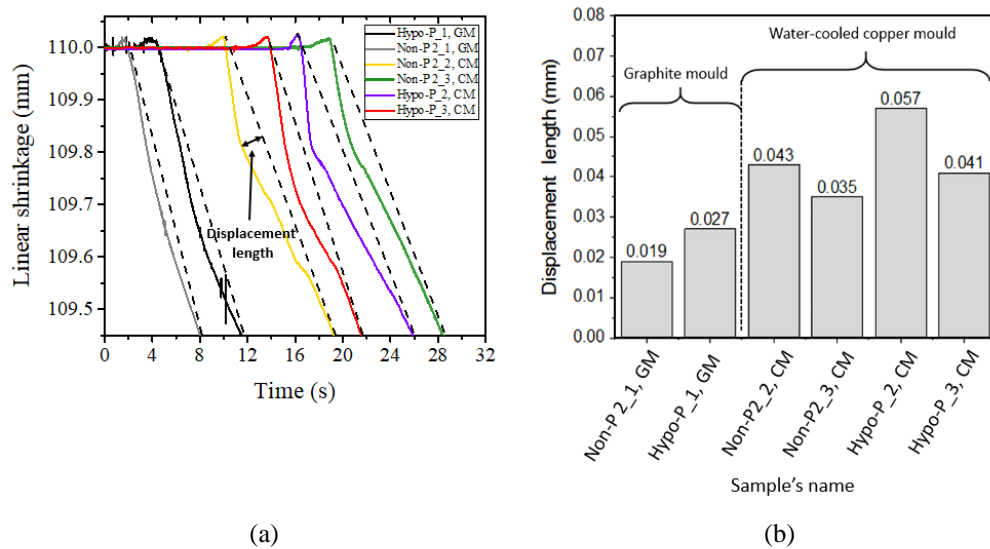 Linear shrinkage (mm)
110.0
109.9
109.8
109.7
109.6
109.5
0 4 8 12 16 20 24 28 32
Time (s)
Hypo-P_1, GM
Non-P2_1, GM
Non-P2_2, CM
Non-P2_3, CM
Hypo-P_2, CM
Hypo-P_3, CM
Displacement
length
(a)
Displacement length (mm)
0.08
0.07
0.06
0.05
0.04
0.03
0.02
0.01
0.00
Water-cooled copper mould
Graphite mould
0.019
0.027
0.043
0.035
0.057
0.041
Non-P 2_1, GM
Hypo-P_1, GM
Non-P2_2, CM
Non-P2_3, CM
Hypo-P_2, CM
Hypo-P_3, CM
Sample's name
(b)